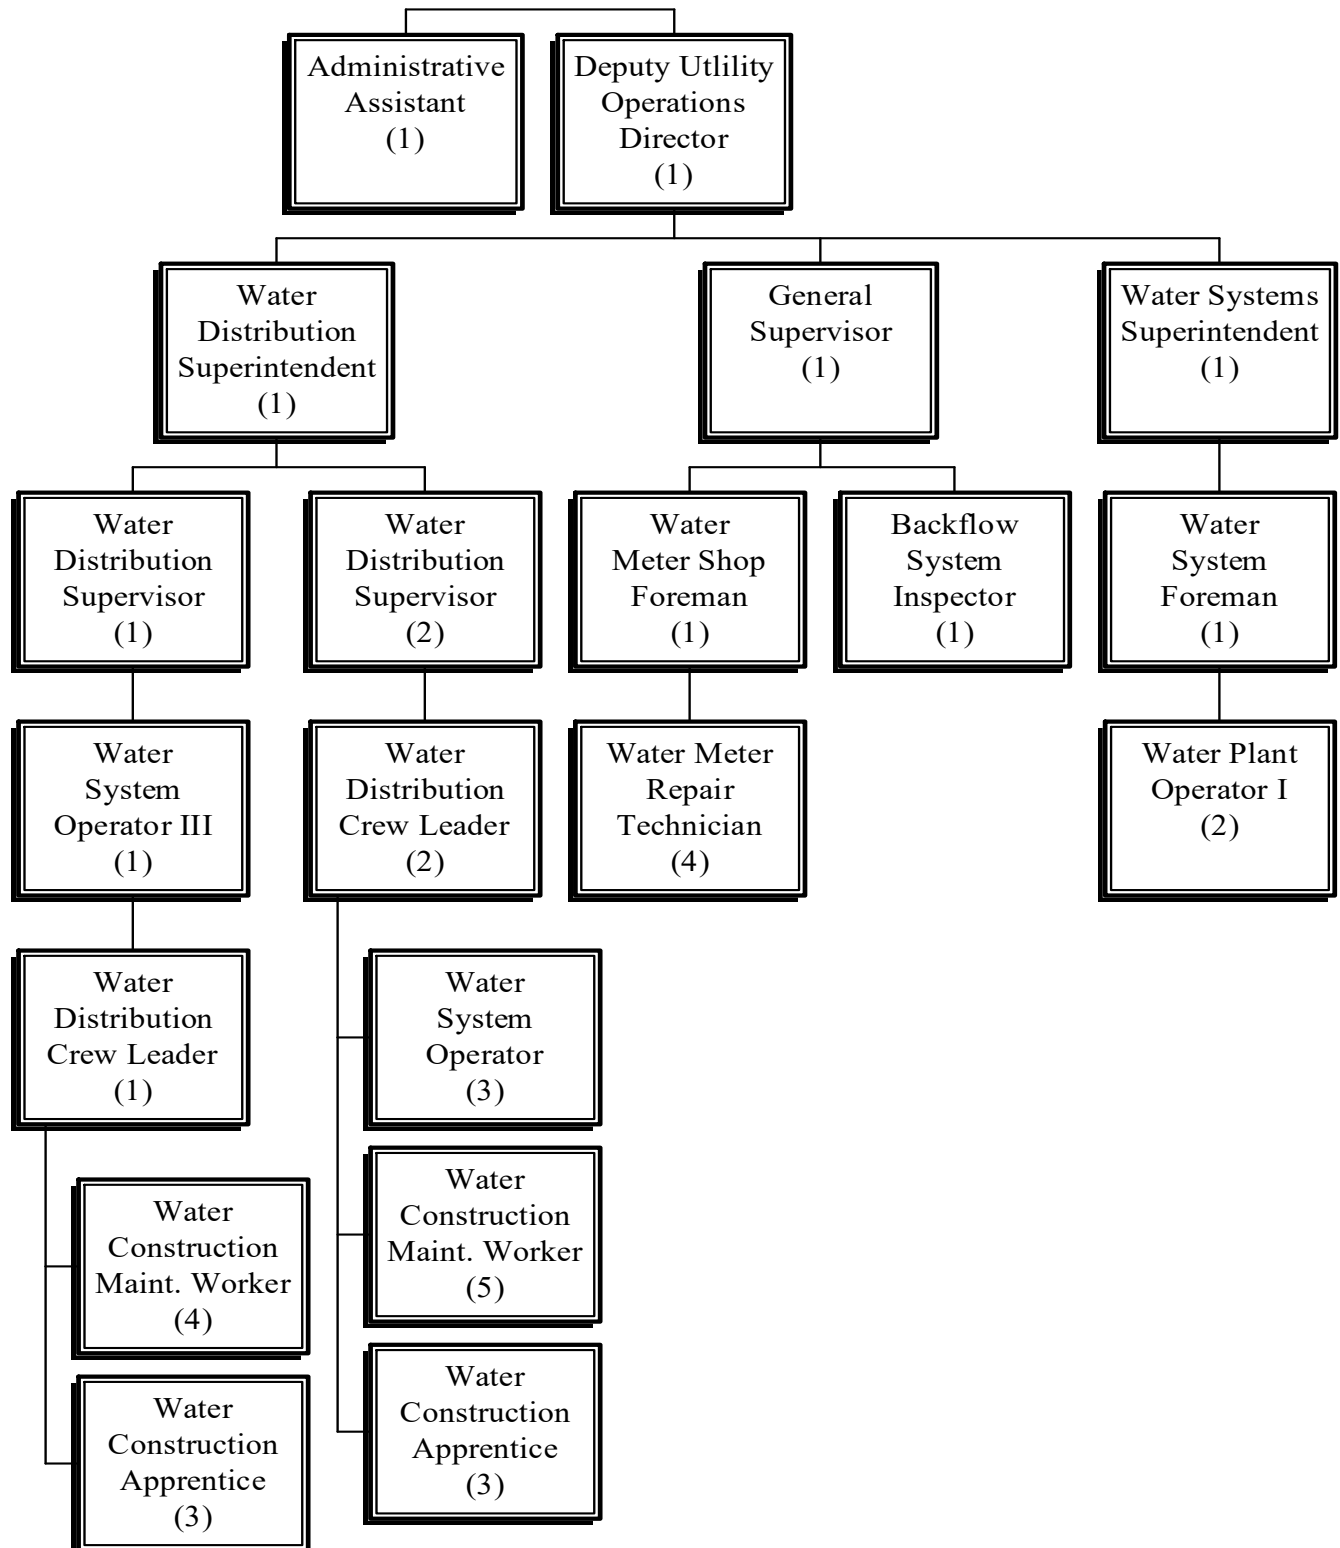 Administrative
Assistant
(1)
Deputy Utlility
Operations
Director
(1)
Water
Distribution
Superintendent
(1)
General
Supervisor
(1)
Water Systems
Superintendent
(1)
Water
Distribution
Supervisor
(1)
Water
Distribution
Supervisor
(2)
Water
Meter Shop
Foreman
(1)
Backflow
System
Inspector
(1)
Water
System
Foreman
(1)
Water
System
Operator III
(1)
Water
Distribution
Crew Leader
(2)
Water Meter
Repair
Technician
(4)
Water Plant
Operator I
(2)
Water
Distribution
Crew Leader
(1)
Water
System
Operator
(3)
Water
Construction
Maint. Worker
(4)
Water
Construction
Maint. Worker
(5)
Water
Construction
Apprentice
(3)
Water
Construction
Apprentice
(3)